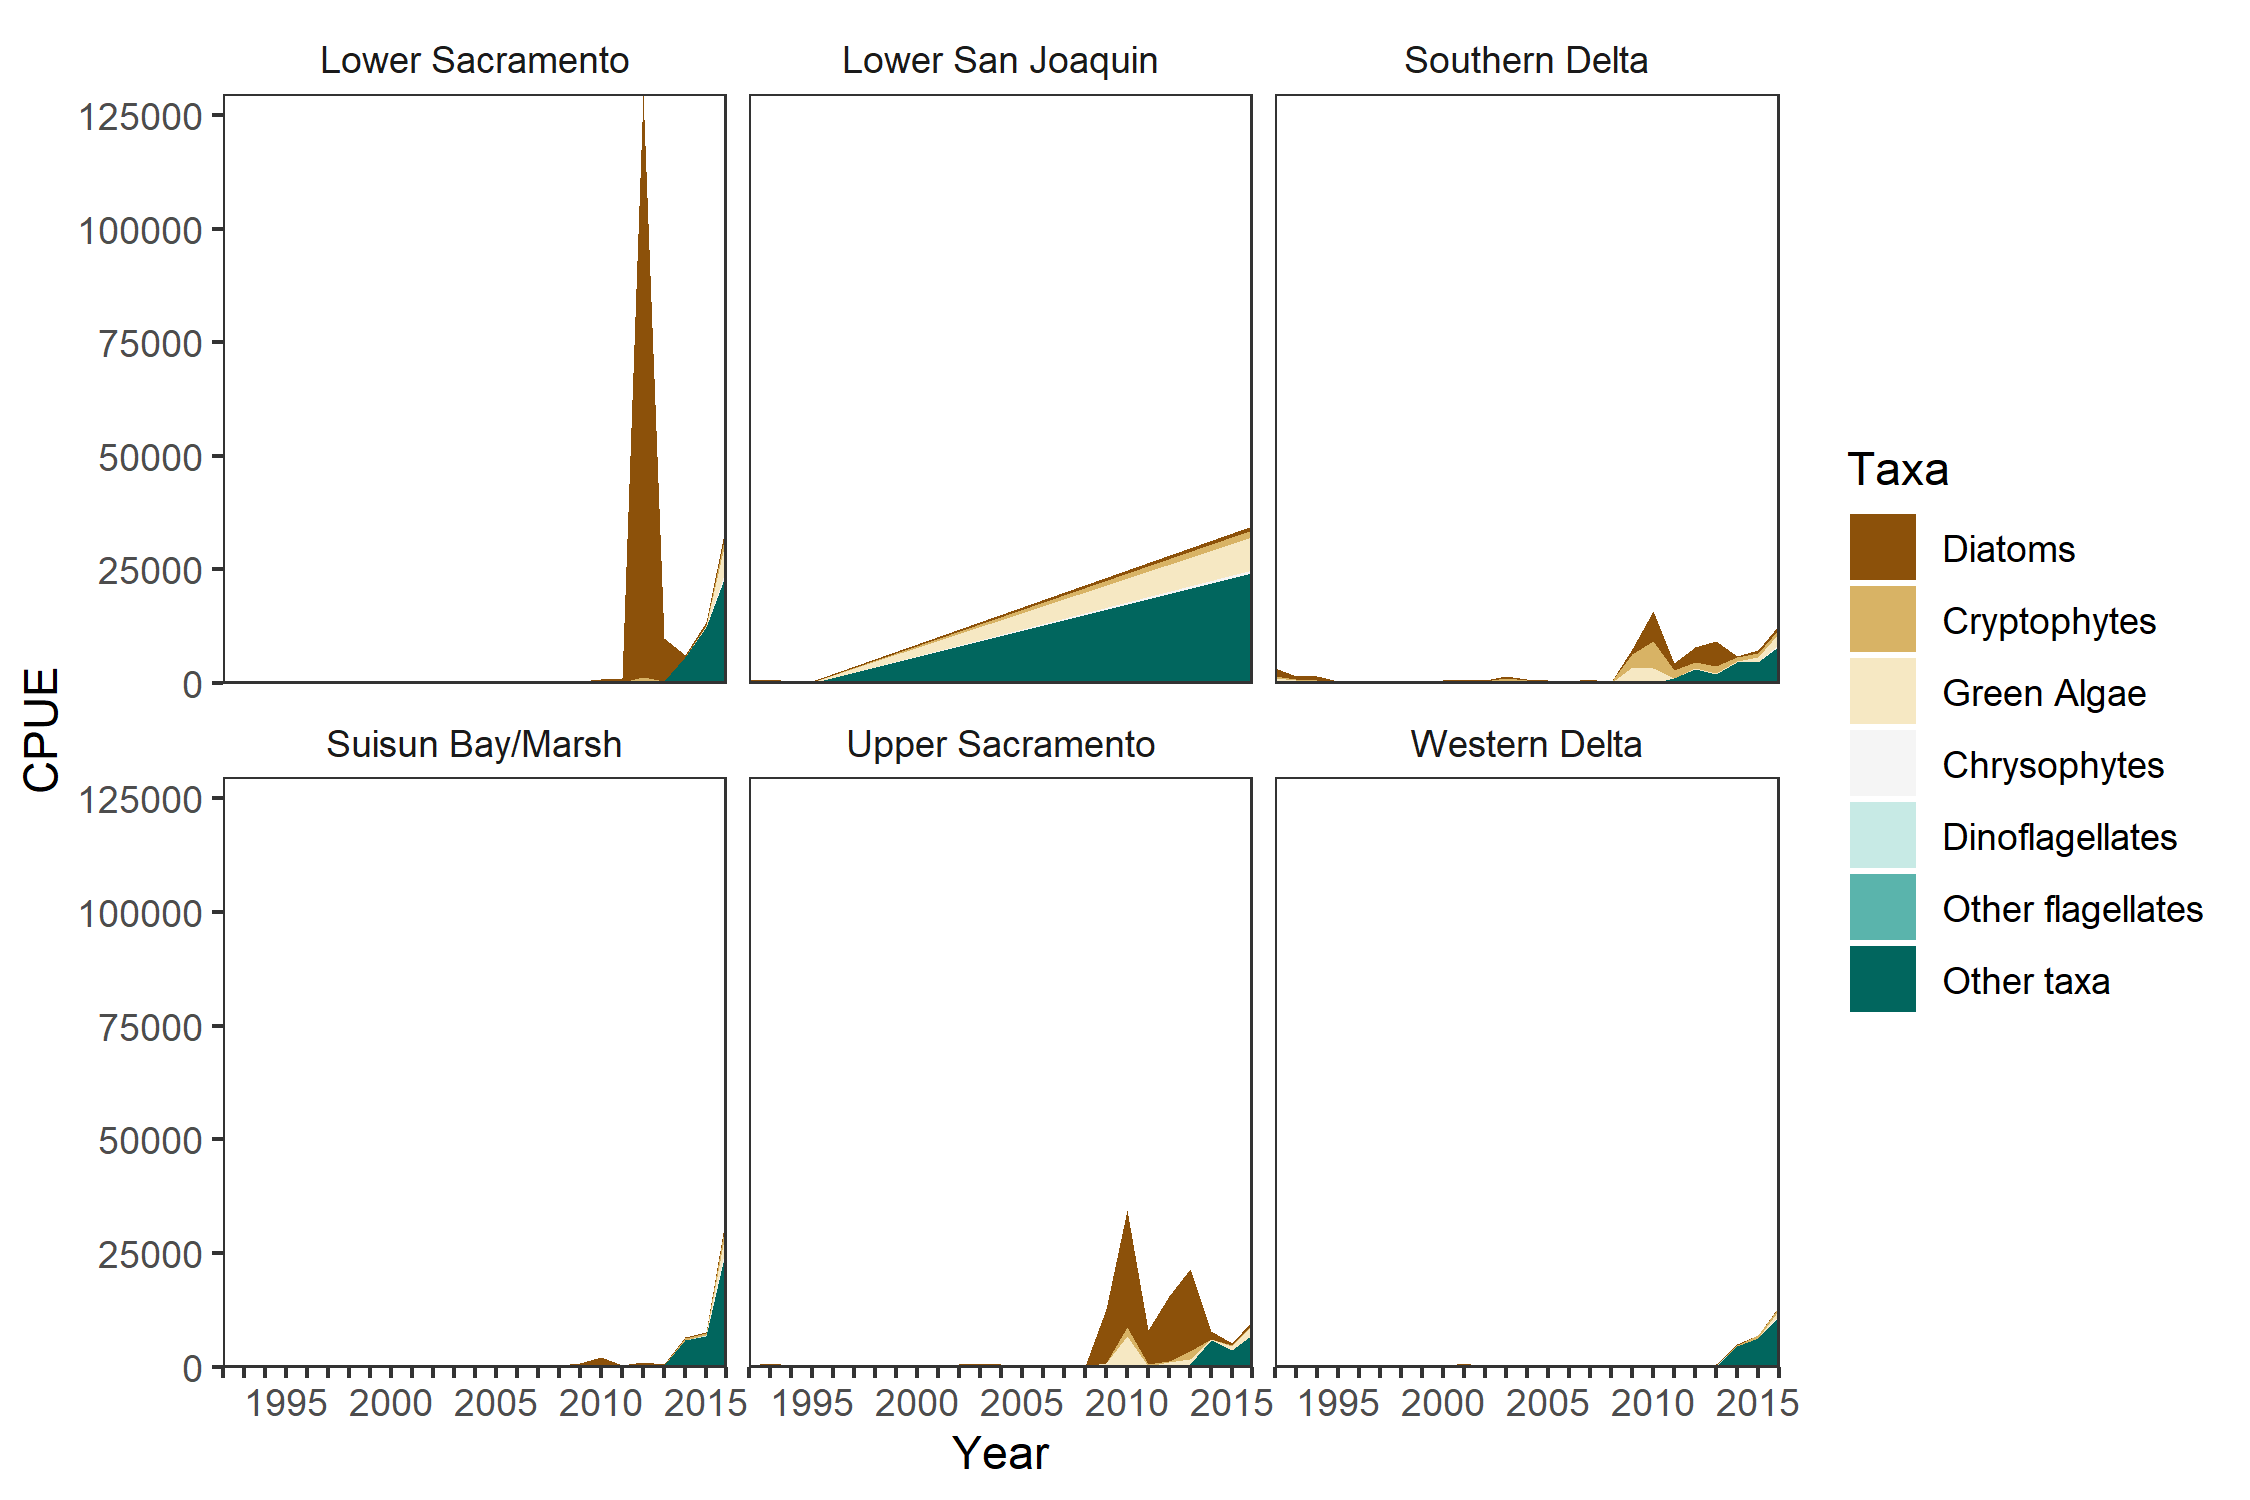 Lower Sacramento
Lower San Joaquin
Southern Delta
125000
100000
75000
50000
25000
0
Suisun Bay/Marsh
Upper Sacramento
Western Delta
125000
100000
75000
50000
25000
0
1995 2000 2005 2010 2015
1995 2000 2005 2010 2015
1995 2000 2005 2010 2015
Year
CPUE
Taxa
Diatoms
Cryptophytes
Green Algae
Chrysophytes
Dinoflagellates
Other flagellates
Other taxa